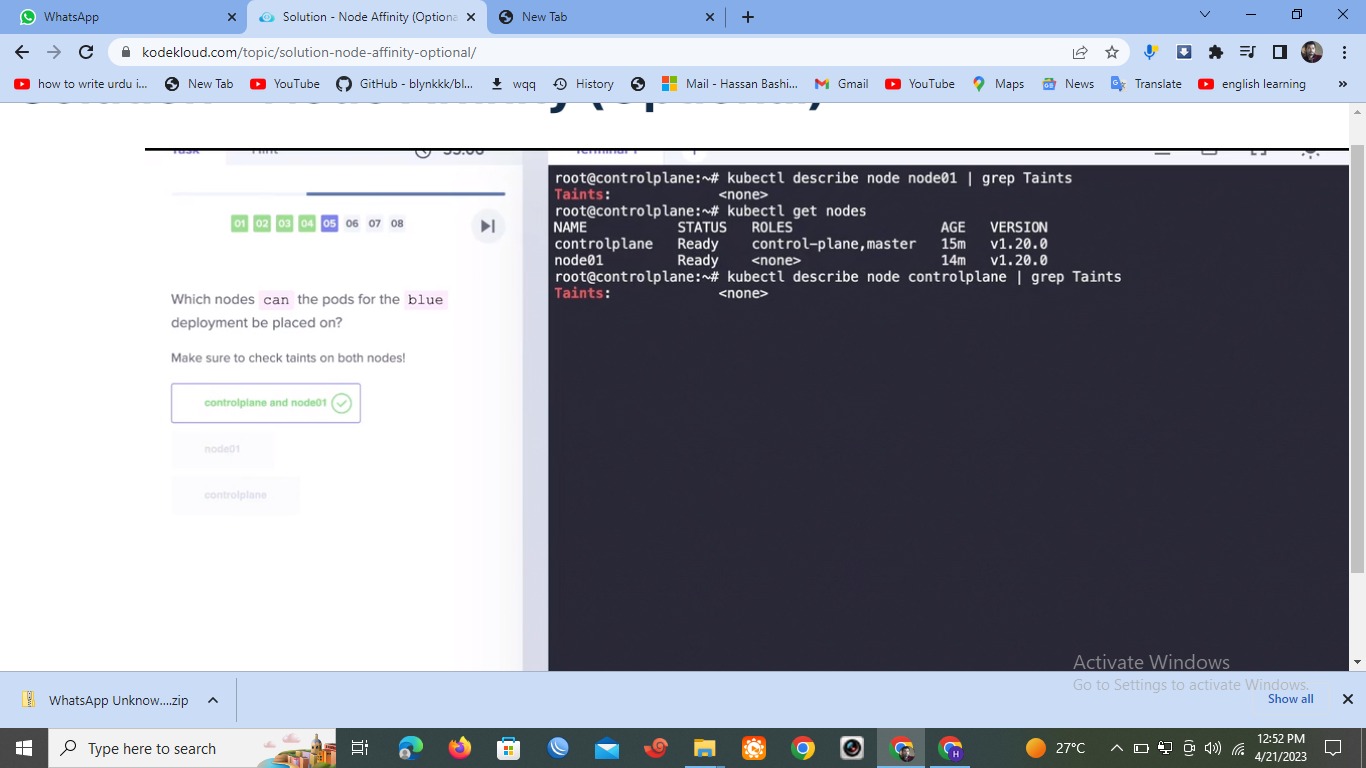 WhatsApp
Solution - Node Affinity (Optiona
New Tab
kodekloud.com/topic/solution-node-affinity-optional/
how to write urdu i...
New Tab
YouTube
GitHub - blynkkk/bl...
wqq
History
Mail - Hassan Bashi...
Gmail
YouTube
Maps
News
Translate
english learning
»
root@controlplane:~# kubectl describe node node01 | grep Taints
Taints: <none>
root@controlplane:~# kubectl get nodes
NAME STATUS ROLES AGE VERSION
controlplane Ready control-plane,master 15m v1.20.0
node01 Ready <none> 14m v1.20.0
root@controlplane:~# kubectl describe node controlplane | grep Taints
Taints: <none>
01 02 03 04 05 06 07 08
Which nodes can the pods for the blue
deployment be placed on?
Make sure to check taints on both nodes!
controlplane and node01
node01
controlplane
Activate Windows
Go to Settings to activate Windows.
WhatsApp Unknow....zip
Show all
Type here to search
27°C
12:52 PM
4/21/2023